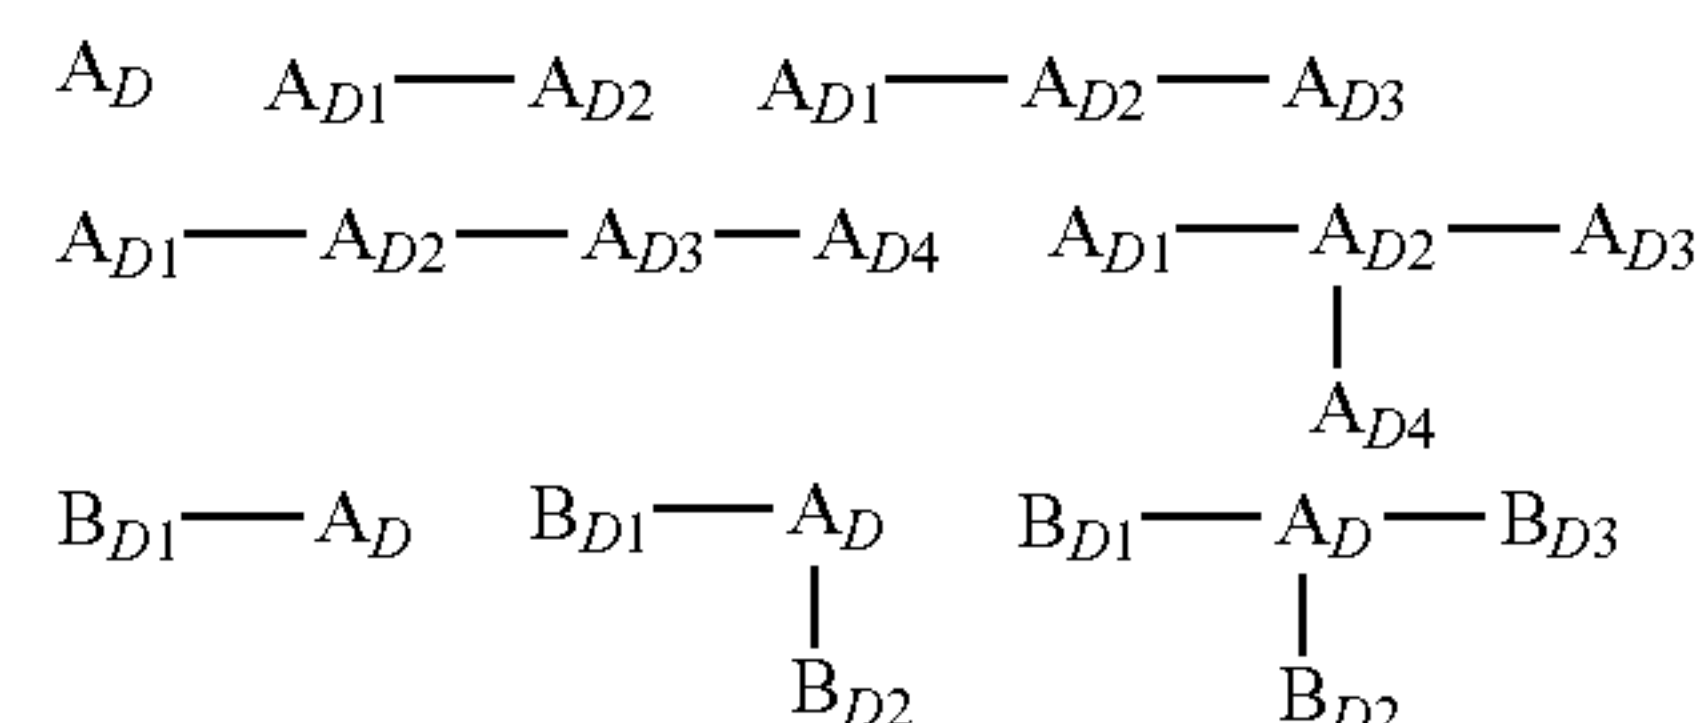 A_D A_D1 — A_D2 A_D1 — A_D2 — A_D3
A_D1 — A_D2 — A_D3 — A_D4 A_D1 — A_D2 — A_D3
A_D4
B_D1 — A_D B_D1 — A_D B_D1 — A_D — B_D3
B_D2 B_D2